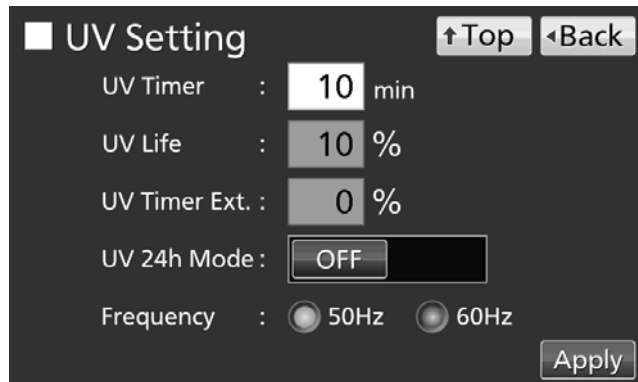 UV Setting ↑Top ◂Back
UV Timer : 10 min
UV Life : 10 %
UV Timer Ext. : 0 %
UV 24h Mode : OFF
Frequency : 50Hz 60Hz
Apply